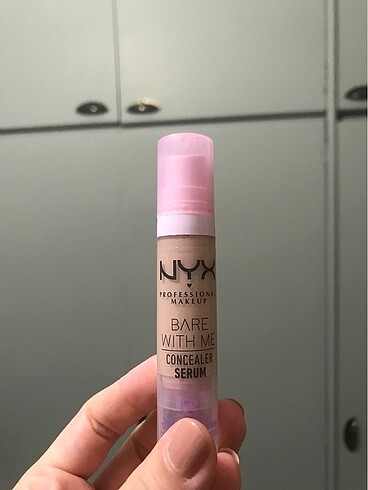 NYX
PROFESSIONAL
MAKEUP
BARE
WITH ME
CONCEALER
SERUM